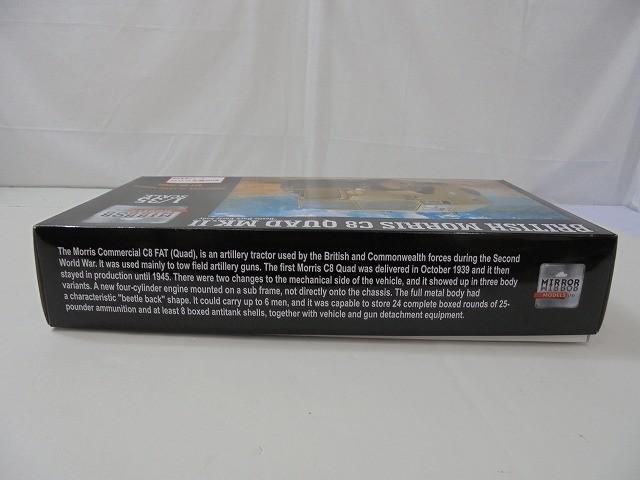 BRITISH MORRIS C8 QUAD MK.II
1:35
SCALE
The Morris Commercial C8 FAT (Quad), is an artillery tractor used by the British and Commonwealth forces during the Second
World War. It was used mainly to tow field artillery guns. The first Morris C8 Quad was delivered in October 1939 and it then
stayed in production until 1945. There were two changes to the mechanical side of the vehicle, and it showed up in three body
variants. A new four-cylinder engine mounted on a sub frame, not directly onto the chassis. The full metal body had
a characteristic "beetle back" shape. It could carry up to 6 men, and it was capable to store 24 complete boxed rounds of 25-
pounder ammunition and at least 8 boxed antitank shells, together with vehicle and gun detachment equipment.
MIRROR
MODELS